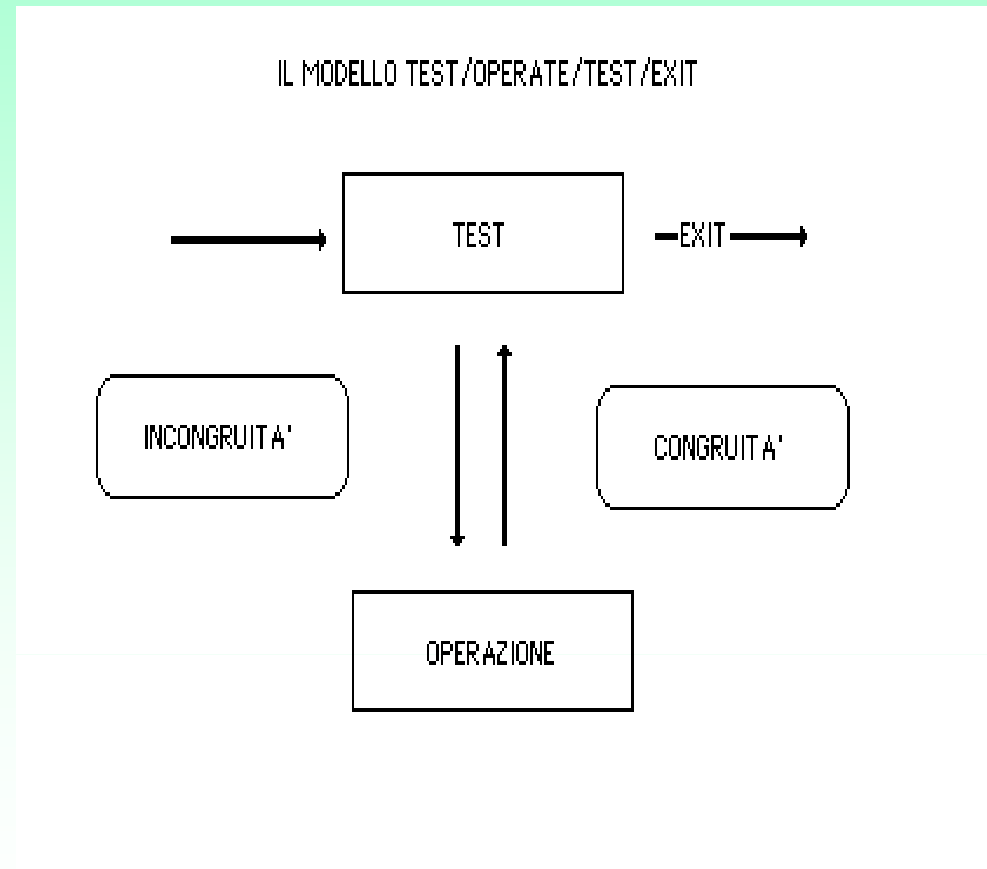 IL MODELLO TEST/OPERATE/TEST/EXIT
TEST
EXIT
INCONGRUITA'
CONGRUITA'
OPERAZIONE